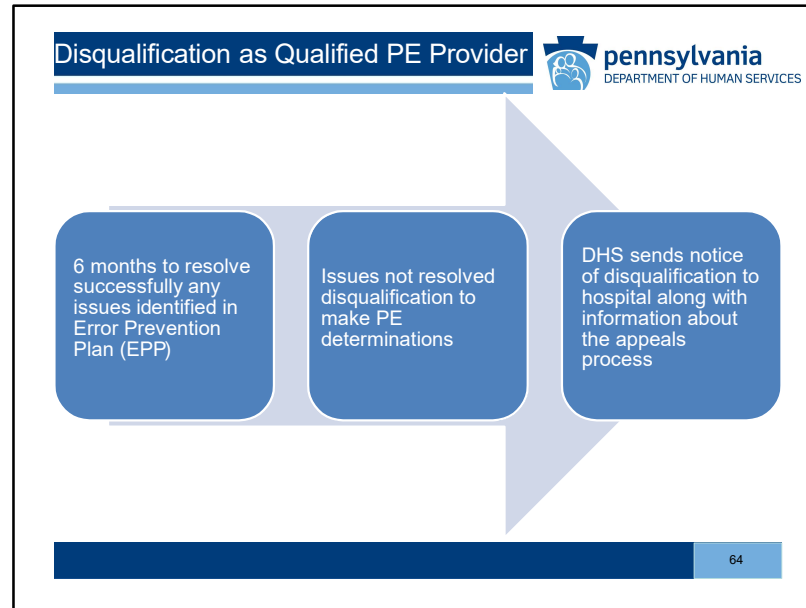 Disqualification as Qualified PE Provider
pennsylvania
DEPARTMENT OF HUMAN SERVICES
6 months to resolve
successfully any
issues identified in
Error Prevention
Plan (EPP)
Issues not resolved
disqualification to
make PE
determinations
DHS sends notice
of disqualification to
hospital along with
information about
the appeals
process
64